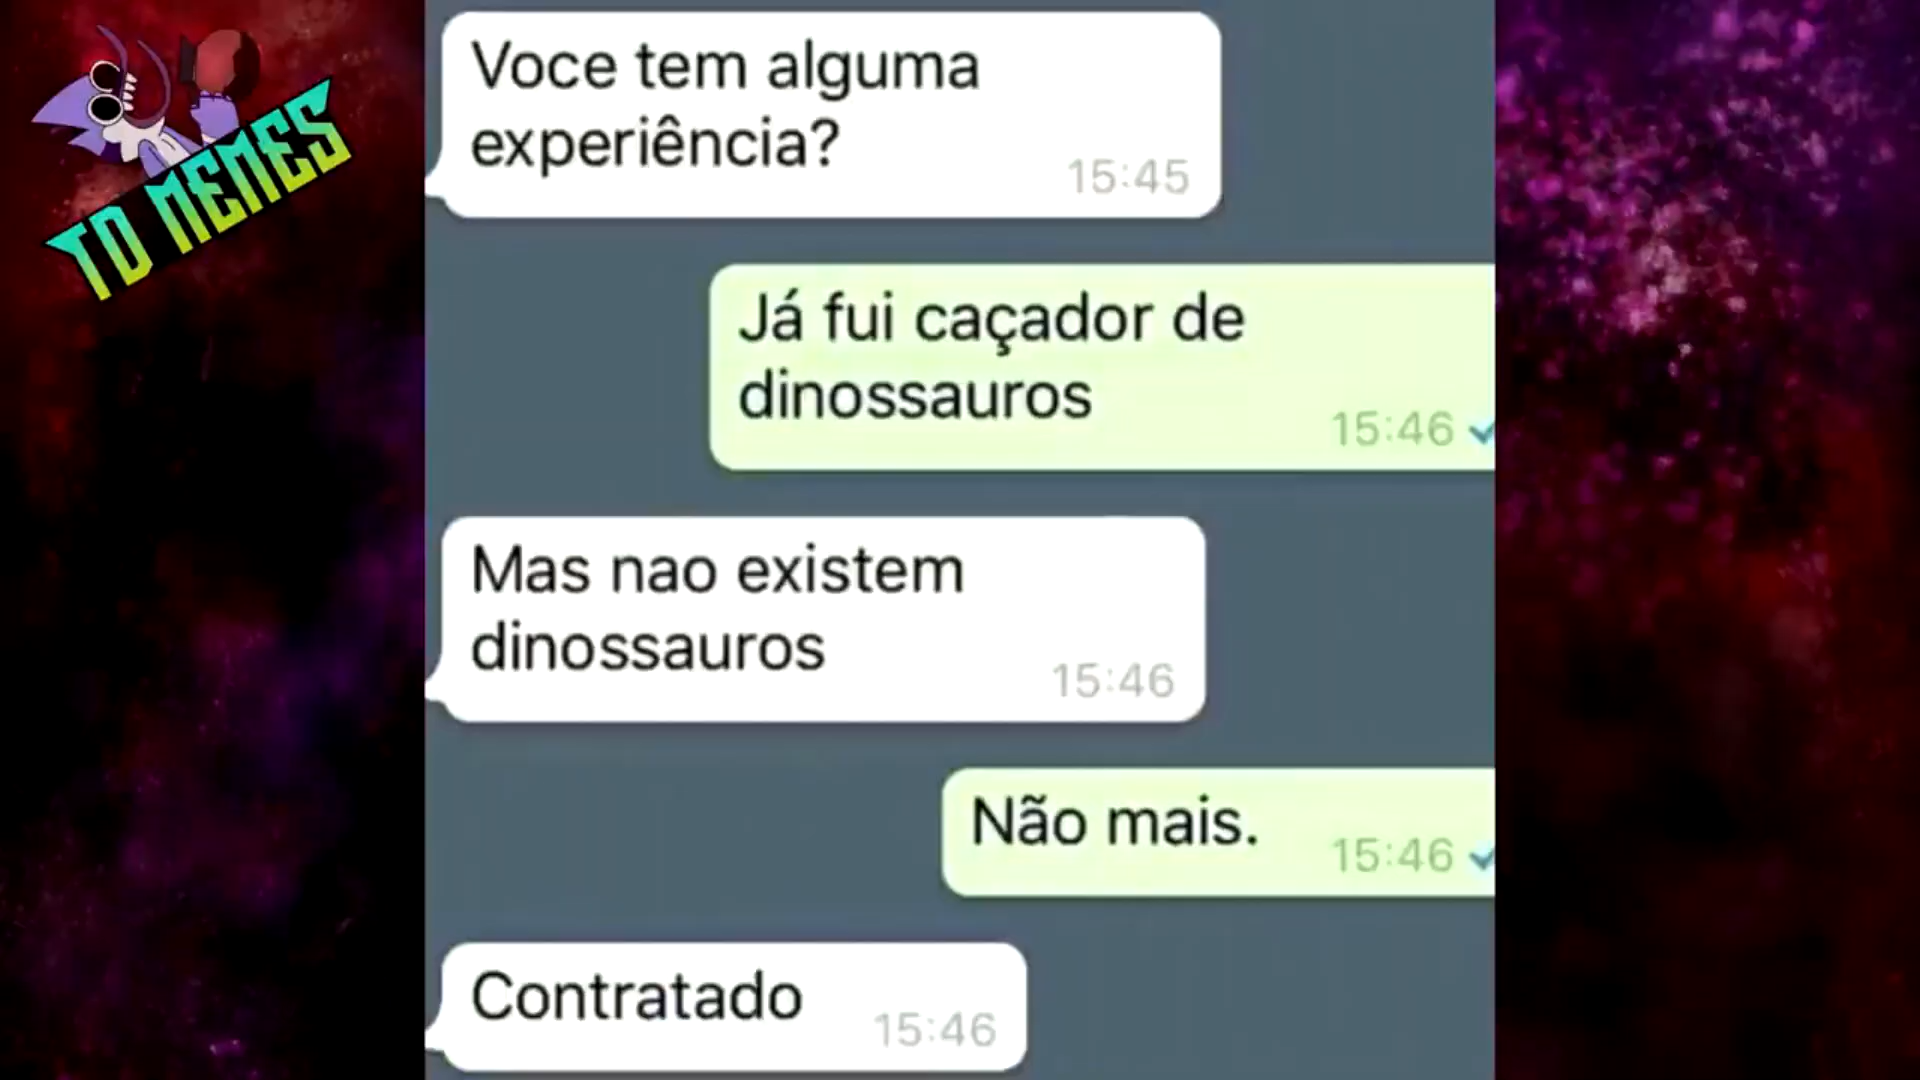 TD MEMES
Voce tem alguma
experiência?
15:45
Já fui caçador de
dinossauros
15:46
Mas nao existem
dinossauros
15:46
Não mais.
15:46
Contratado
15:46